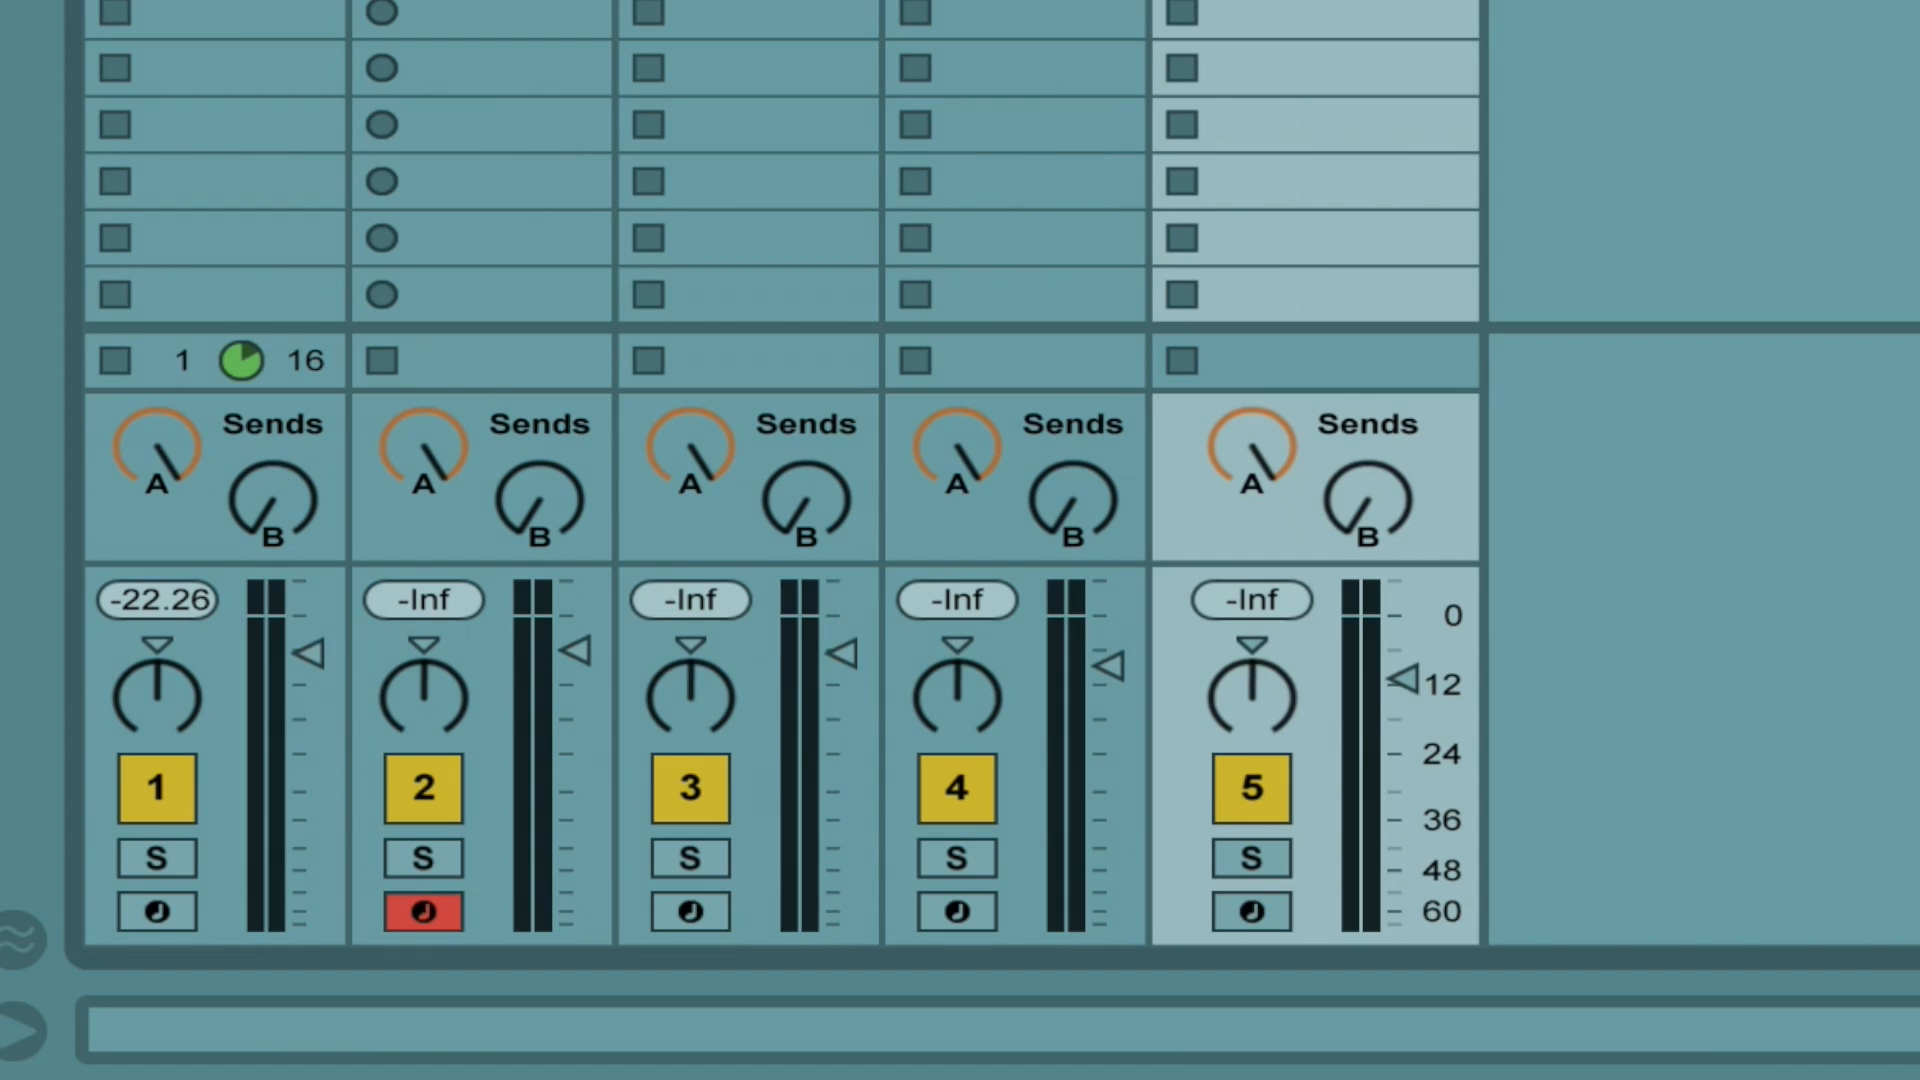 1 16
Sends Sends Sends Sends Sends
A A A A A
B B B B B
-22.26 -Inf -Inf -Inf -Inf
0
12
24
1 2 3 4 5
36
S S S S S
48
60